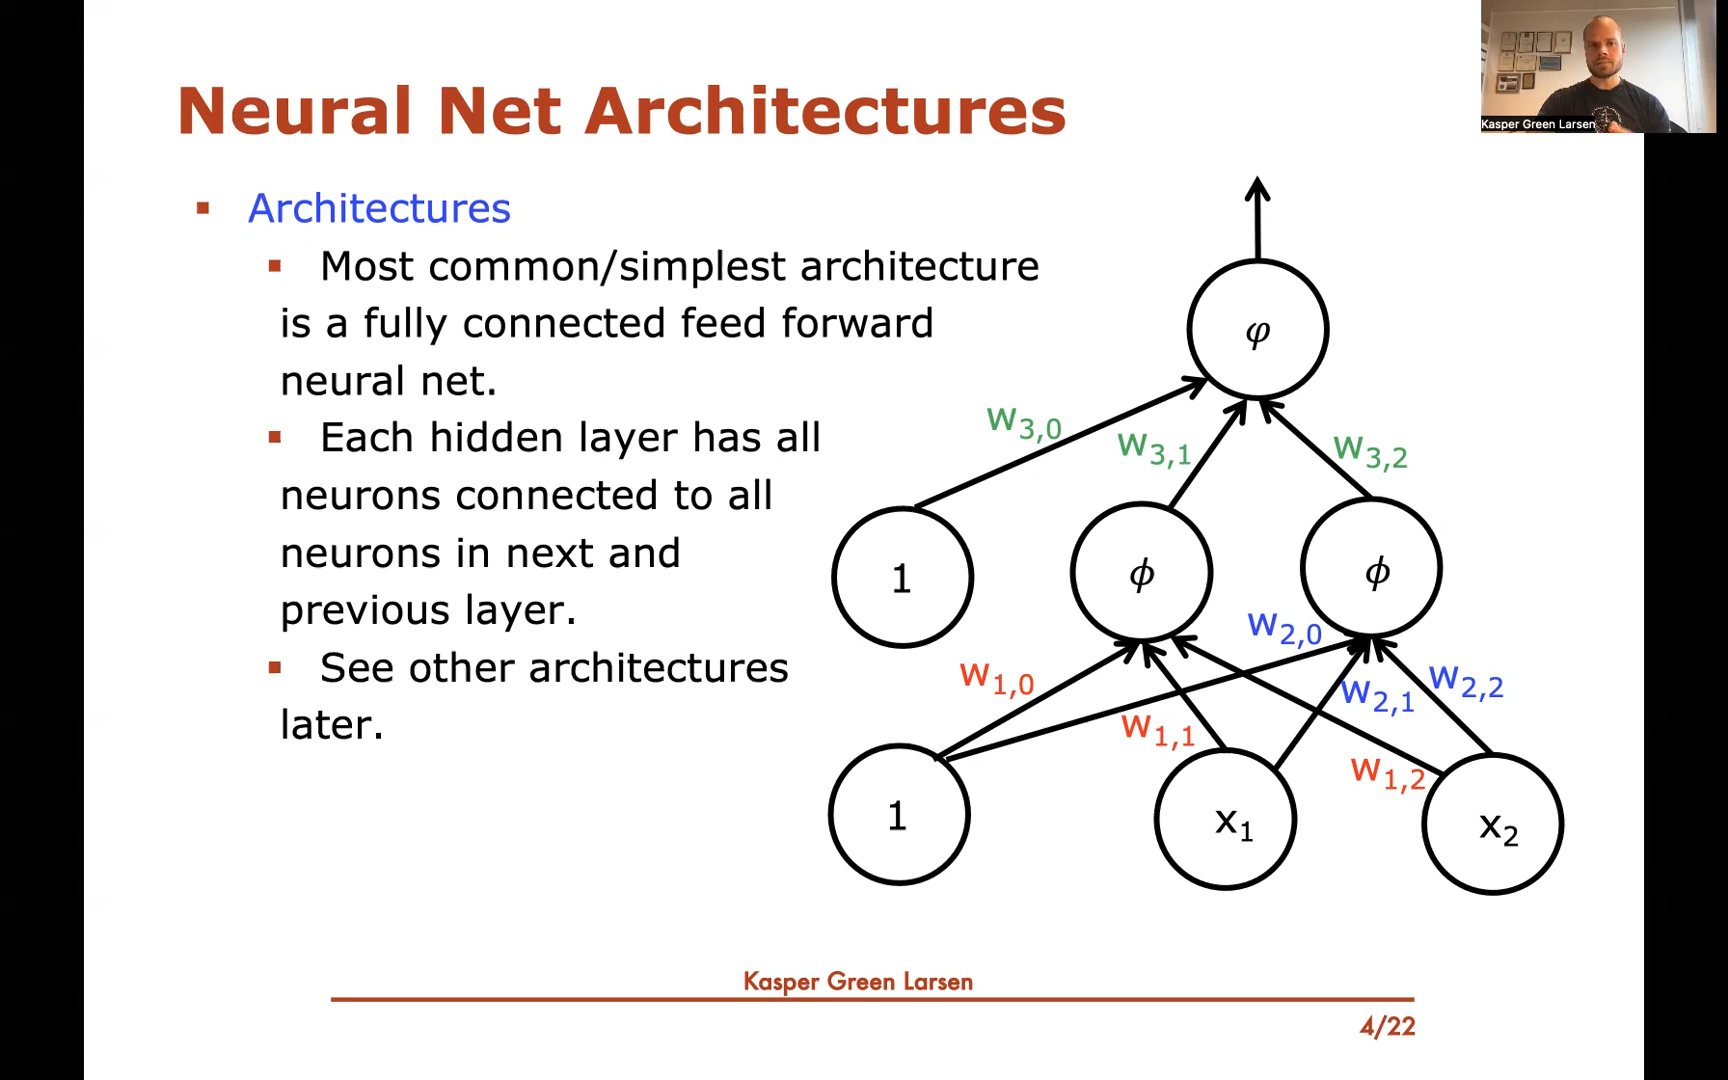 Neural Net Architectures
Kasper Green Larsen
▪ Architectures
▪ Most common/simplest architecture
is a fully connected feed forward
neural net.
▪ Each hidden layer has all
neurons connected to all
neurons in next and
previous layer.
▪ See other architectures
later.
φ
w3,0
w3,1
w3,2
1
ϕ
ϕ
w1,0
w1,1
w1,2
w2,0
w2,1
w2,2
1
x1
x2
Kasper Green Larsen
4/22